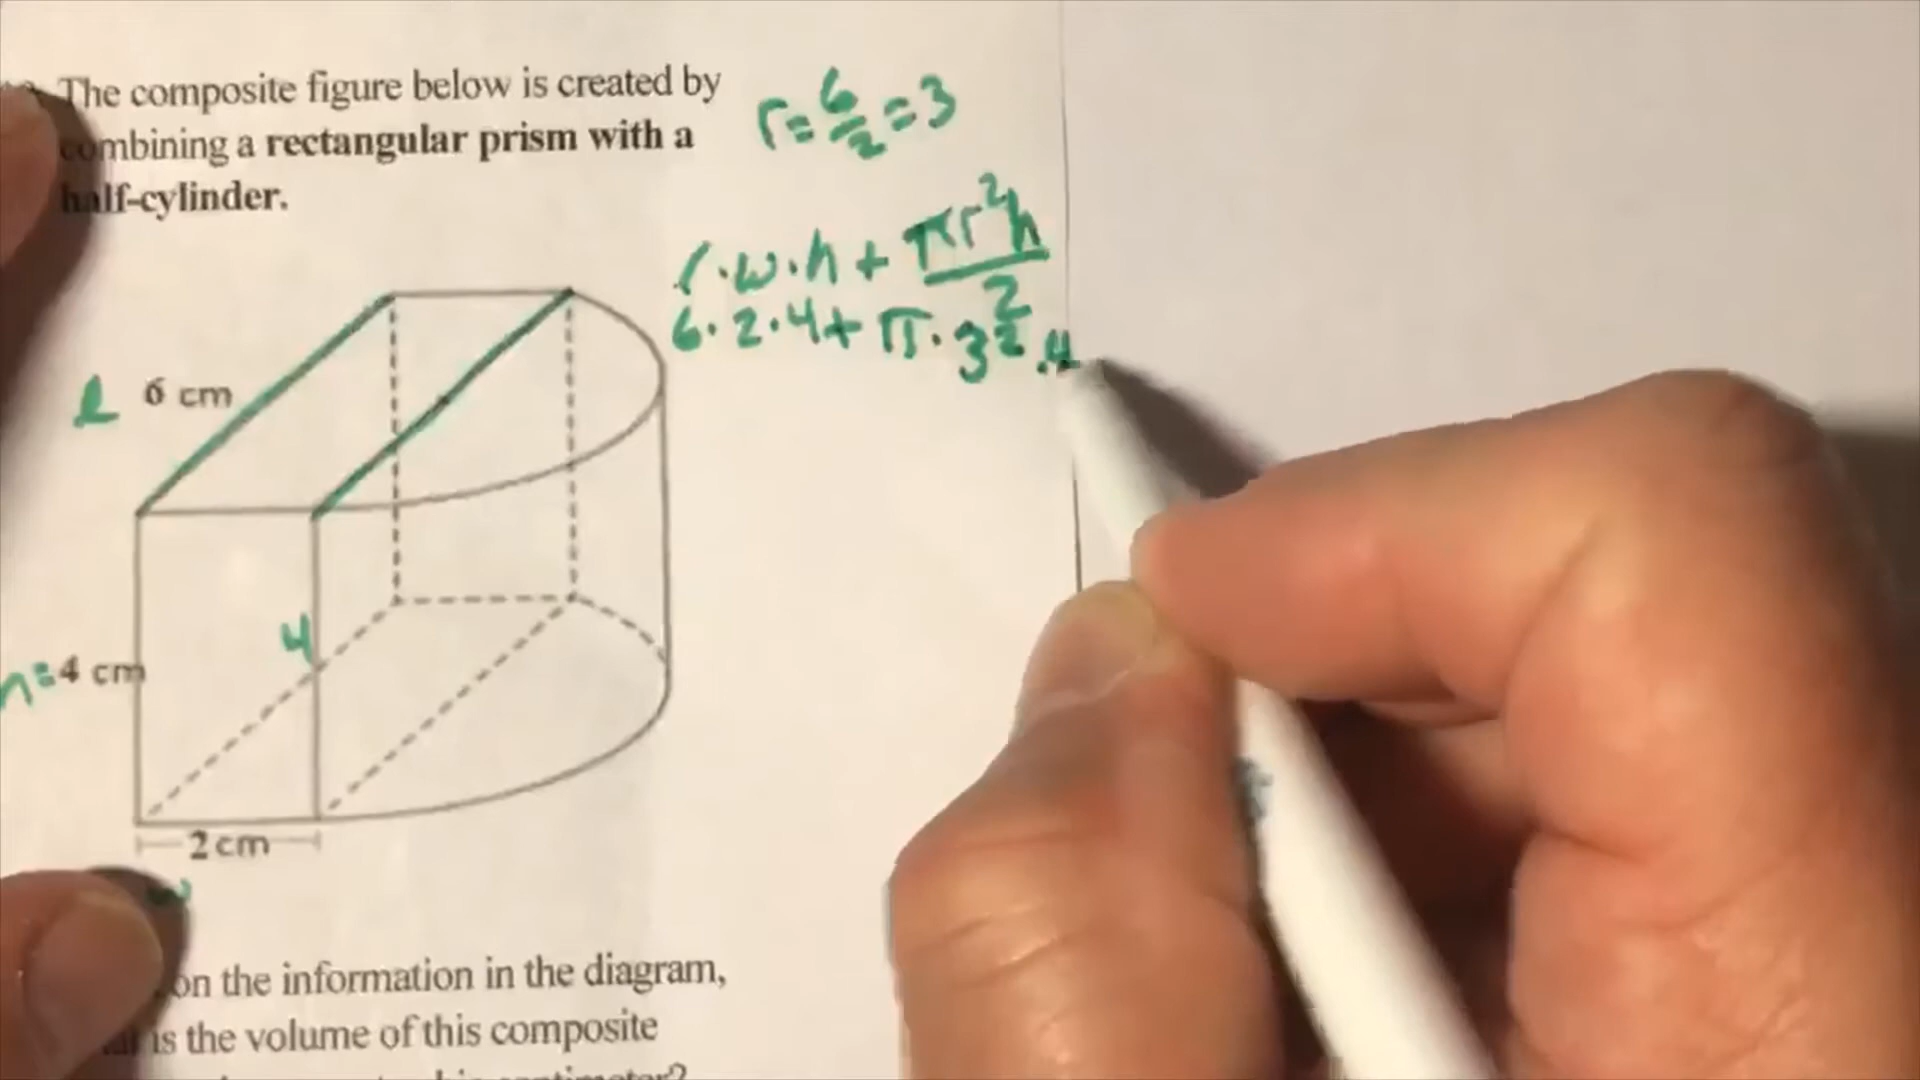 The composite figure below is created by
combining a rectangular prism with a
half-cylinder.
r=6/2=3
l·w·h+πr²h/2
6·2·4+π·3²·4
l 6 cm
4
h=4 cm
2 cm
w
on the information in the diagram,
is the volume of this composite